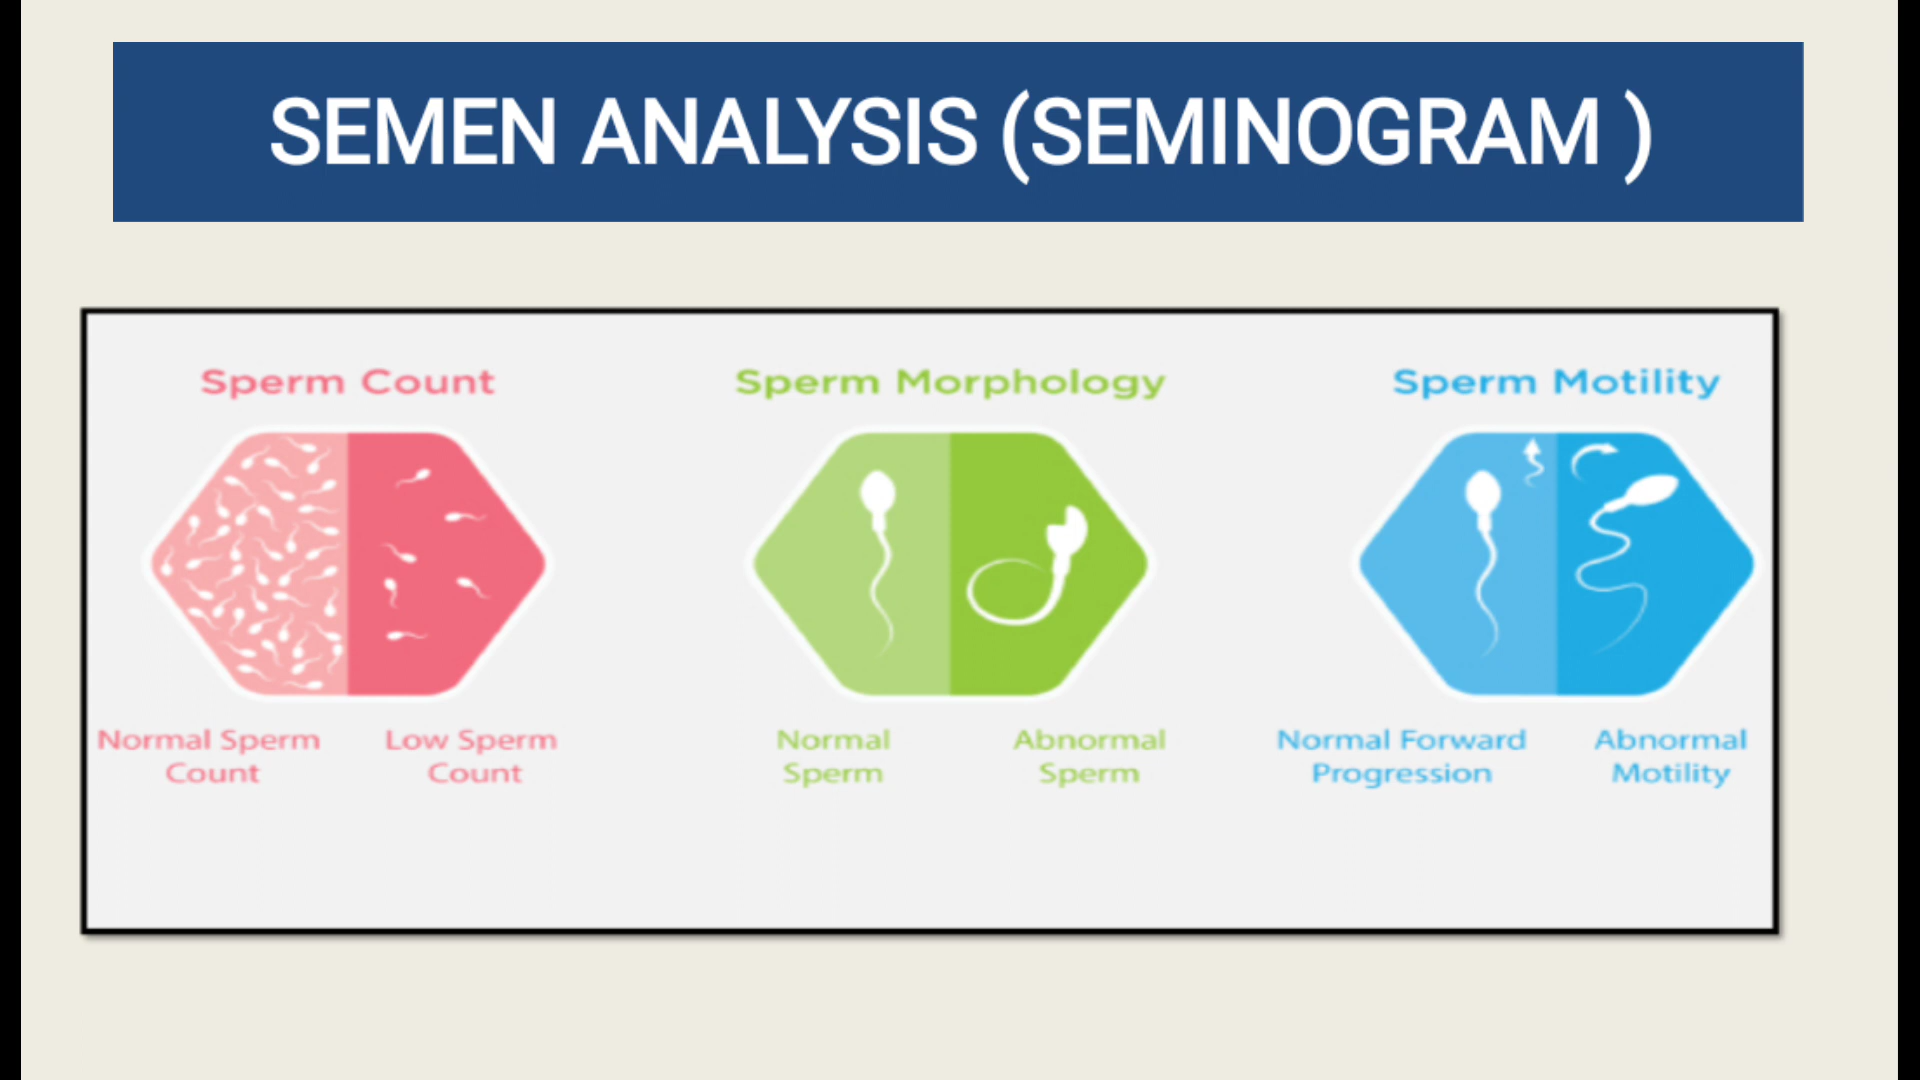 SEMEN ANALYSIS (SEMINOGRAM )
Sperm Count
Normal Sperm
Count
Low Sperm
Count
Sperm Morphology
Normal
Sperm
Abnormal
Sperm
Sperm Motility
Normal Forward
Progression
Abnormal
Motility